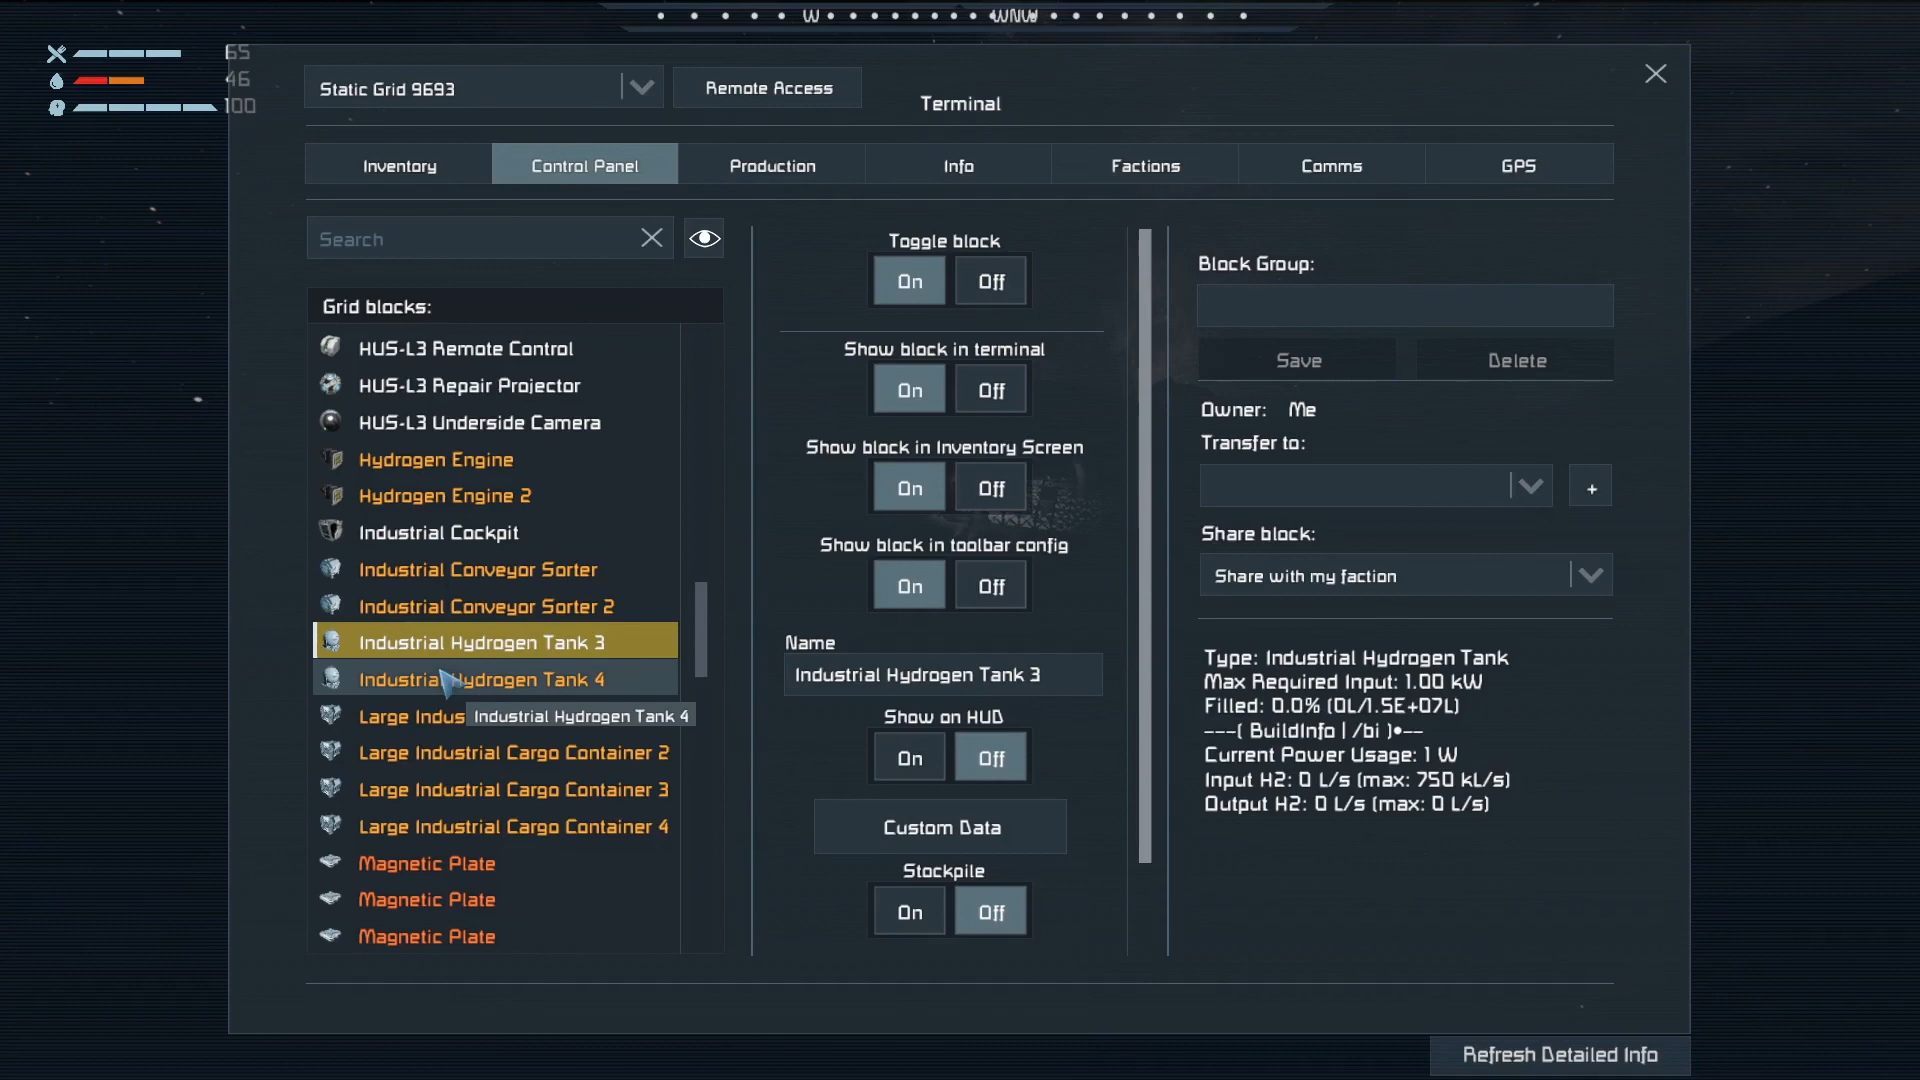 W
WNW
65
46
100
Static Grid 9693
Remote Access
Terminal
Inventory
Control Panel
Production
Info
Factions
Comms
GPS
Search
Grid blocks:
HUS-L3 Remote Control
HUS-L3 Repair Projector
HUS-L3 Underside Camera
Hydrogen Engine
Hydrogen Engine 2
Industrial Cockpit
Industrial Conveyor Sorter
Industrial Conveyor Sorter 2
Industrial Hydrogen Tank 3
Industrial Hydrogen Tank 4
Large Indus
Industrial Hydrogen Tank 4
Large Industrial Cargo Container 2
Large Industrial Cargo Container 3
Large Industrial Cargo Container 4
Magnetic Plate
Magnetic Plate
Magnetic Plate
Toggle block
On Off
Show block in terminal
On Off
Show block in Inventory Screen
On Off
Show block in toolbar config
On Off
Name
Industrial Hydrogen Tank 3
Show on HUD
On Off
Custom Data
Stockpile
On Off
Block Group:
Save
Delete
Owner: Me
Transfer to:
+
Share block:
Share with my faction
Type: Industrial Hydrogen Tank
Max Required Input: 1.00 kW
Filled: 0.0% (0L/1.5E+07L)
---( BuildInfo | /bi )•--
Current Power Usage: 1 W
Input H2: 0 L/s (max: 750 kL/s)
Output H2: 0 L/s (max: 0 L/s)
Refresh Detailed Info